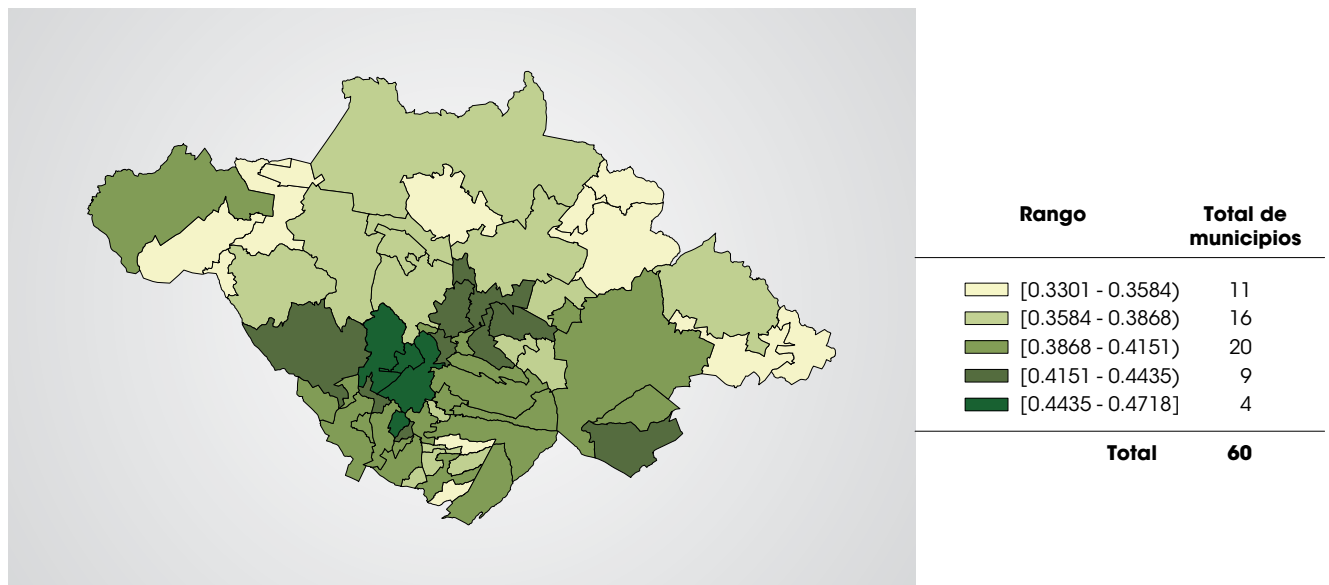 Rango Total de
municipios
[0.3301 - 0.3584) 11
[0.3584 - 0.3868) 16
[0.3868 - 0.4151) 20
[0.4151 - 0.4435) 9
[0.4435 - 0.4718] 4
Total 60